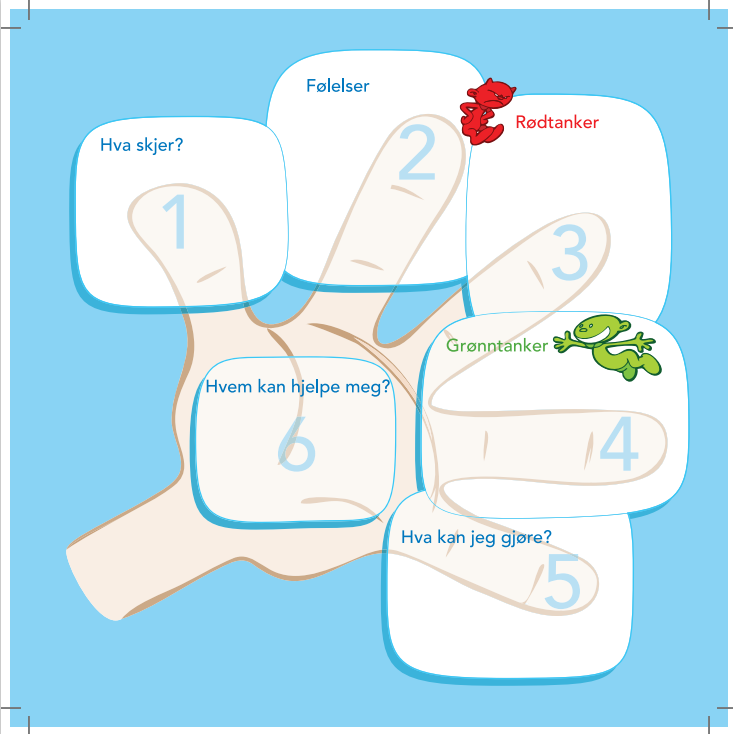 Hva skjer?
1
Følelser
2
Rødtanker
3
Grønntanker
4
Hva kan jeg gjøre?
5
Hvem kan hjelpe meg?
6